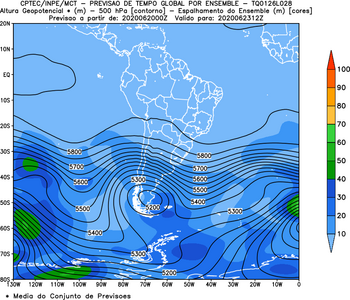 CPTEC/INPE/MCT - PREVISAO DE TEMPO GLOBAL POR ENSEMBLE - TQ0126L028
Altura Geopotencial * (m) - 500 hPa [contorno] - Espalhamento do Ensemble (m) [cores]
Previsao a partir de: 2020062000Z Valido para: 2020062312Z
20N
10N
EQ
10S
20S
30S
40S
50S
60S
70S
80S
5800
5700
5600
5500
5400
5300
5300
5200
5200
5800
5700
5600
5500
5400
5300
130W 120W 110W 100W 90W 80W 70W 60W 50W 40W 30W 20W 10W 0
100
90
80
70
60
50
40
30
20
10
* Media do Conjunto de Previsoes